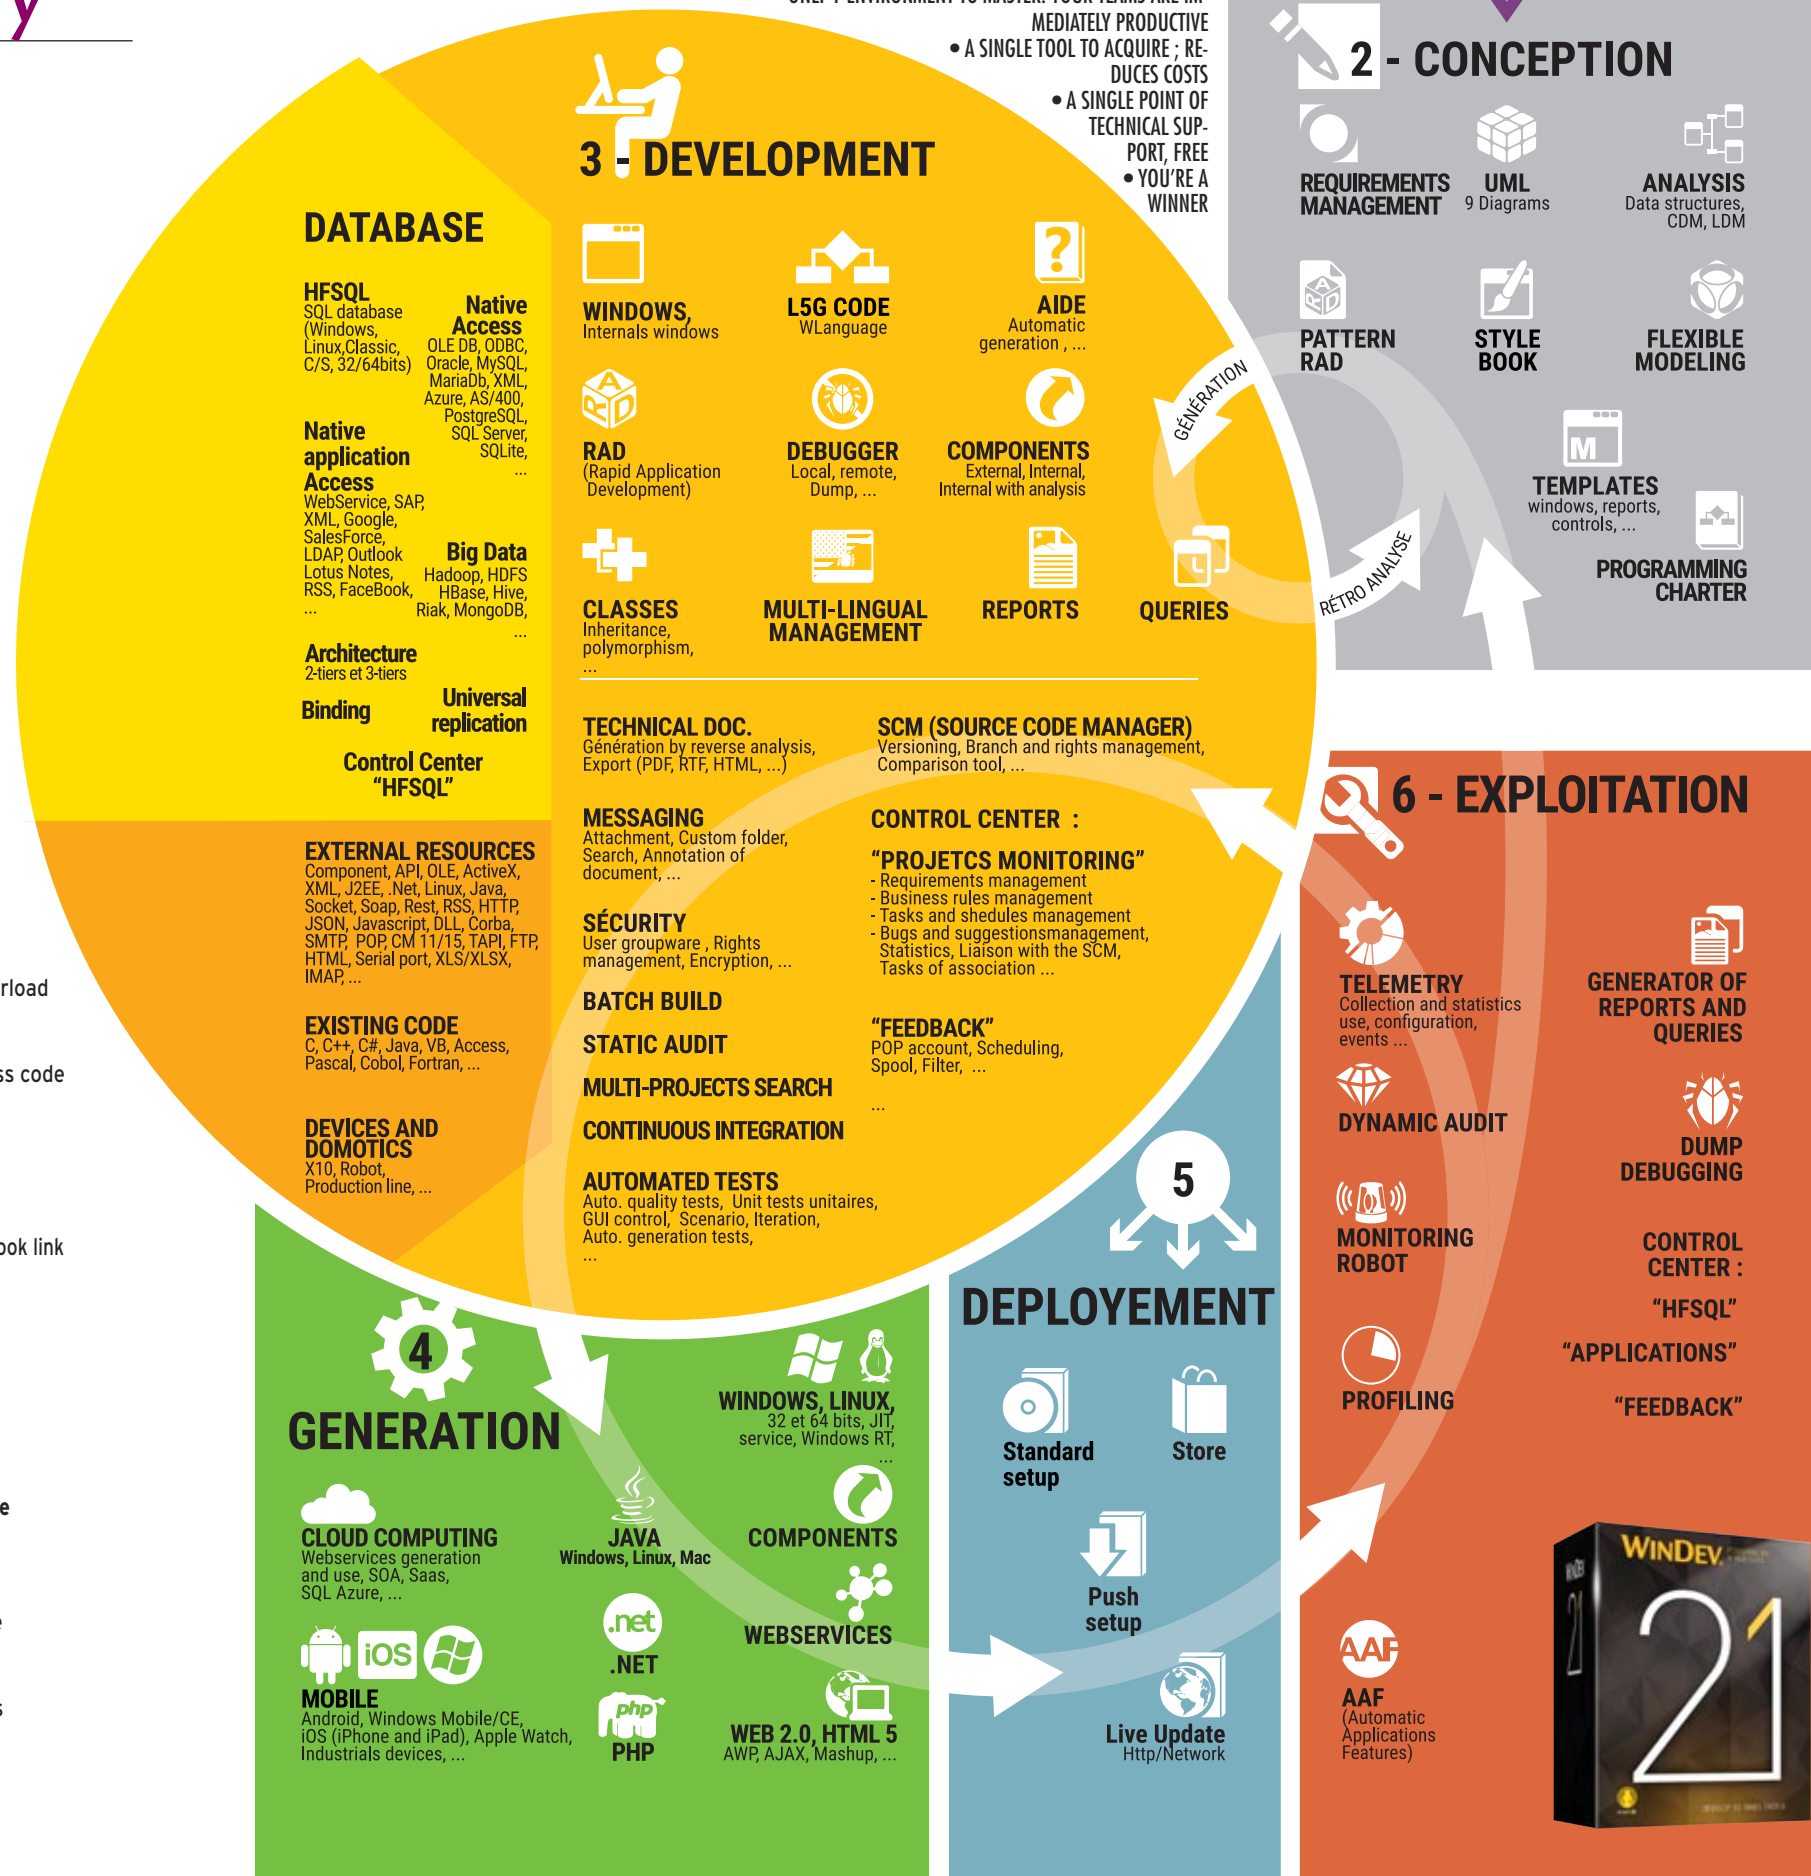 y
MEDIATELY PRODUCTIVE
• A SINGLE TOOL TO ACQUIRE ; RE-
DUCES COSTS
• A SINGLE POINT OF
TECHNICAL SUP-
PORT, FREE
• YOU'RE A
WINNER
2 - CONCEPTION
REQUIREMENTS
MANAGEMENT
UML
9 Diagrams
ANALYSIS
Data structures,
CDM, LDM
RAD
PATTERN
RAD
STYLE
BOOK
FLEXIBLE
MODELING
M
TEMPLATES
windows, reports,
controls, ...
PROGRAMMING
CHARTER
GÉNÉRATION
RÉTRO ANALYSE
3 - DEVELOPMENT
WINDOWS,
Internals windows
L5G CODE
WLanguage
?
AIDE
Automatic
generation , ...
RAD
RAD
(Rapid Application
Development)
DEBUGGER
Local, remote,
Dump, ...
COMPONENTS
External, Internal,
Internal with analysis
CLASSES
Inheritance,
polymorphism,
...
MULTI-LINGUAL
MANAGEMENT
REPORTS
QUERIES
TECHNICAL DOC.
Génération by reverse analysis,
Export (PDF, RTF, HTML, ...)
SCM (SOURCE CODE MANAGER)
Versioning, Branch and rights management,
Comparison tool, ...
MESSAGING
Attachment, Custom folder,
Search, Annotation of
document, ...
SÉCURITY
User groupware , Rights
management, Encryption, ...
BATCH BUILD
STATIC AUDIT
MULTI-PROJECTS SEARCH
CONTINUOUS INTEGRATION
AUTOMATED TESTS
Auto. quality tests, Unit tests unitaires,
GUI control, Scenario, Iteration,
Auto. generation tests,
...
CONTROL CENTER :
“PROJETCS MONITORING”
- Requirements management
- Business rules management
- Tasks and shedules management
- Bugs and suggestionsmanagement,
Statistics, Liaison with the SCM,
Tasks of association ...
“FEEDBACK”
POP account, Scheduling,
Spool, Filter, ...
...
DATABASE
HFSQL
SQL database
(Windows,
Linux,Classic,
C/S, 32/64bits)
Native
Access
OLE DB, ODBC,
Oracle, MySQL,
MariaDb, XML,
Azure, AS/400,
PostgreSQL,
SQL Server,
SQLite,
...
Native
application
Access
WebService, SAP,
XML, Google,
SalesForce,
LDAP, Outlook
Lotus Notes,
RSS, FaceBook,
...
Big Data
Hadoop, HDFS
HBase, Hive,
Riak, MongoDB,
...
Architecture
2-tiers et 3-tiers
Binding
Universal
replication
Control Center
“HFSQL”
EXTERNAL RESOURCES
Component, API, OLE, ActiveX,
XML, J2EE, .Net, Linux, Java,
Socket, Soap, Rest, RSS, HTTP,
JSON, Javascript, DLL, Corba,
SMTP, POP, CM 11/15, TAPI, FTP,
HTML, Serial port, XLS/XLSX,
IMAP, ...
EXISTING CODE
C, C++, C#, Java, VB, Access,
Pascal, Cobol, Fortran, ...
DEVICES AND
DOMOTICS
X10, Robot,
Production line, ...
rload
ss code
ook link
e
e
s
4
GENERATION
WINDOWS, LINUX,
32 et 64 bits, JIT,
service, Windows RT,
...
CLOUD COMPUTING
Webservices generation
and use, SOA, Saas,
SQL Azure, ...
JAVA
Windows, Linux, Mac
COMPONENTS
WEBSERVICES
iOS
MOBILE
Android, Windows Mobile/CE,
iOS (iPhone and iPad), Apple Watch,
Industrials devices, ...
.net
.NET
php
PHP
WEB 2.0, HTML 5
AWP, AJAX, Mashup, ...
5
DEPLOYEMENT
Standard
setup
Store
Push
setup
Live Update
Http/Network
6 - EXPLOITATION
TELEMETRY
Collection and statistics
use, configuration,
events ...
GENERATOR OF
REPORTS AND
QUERIES
DYNAMIC AUDIT
DUMP
DEBUGGING
MONITORING
ROBOT
CONTROL
CENTER :
“HFSQL”
“APPLICATIONS”
“FEEDBACK”
PROFILING
AAF
AAF
(Automatic
Applications
Features)
WINDEV
21
21